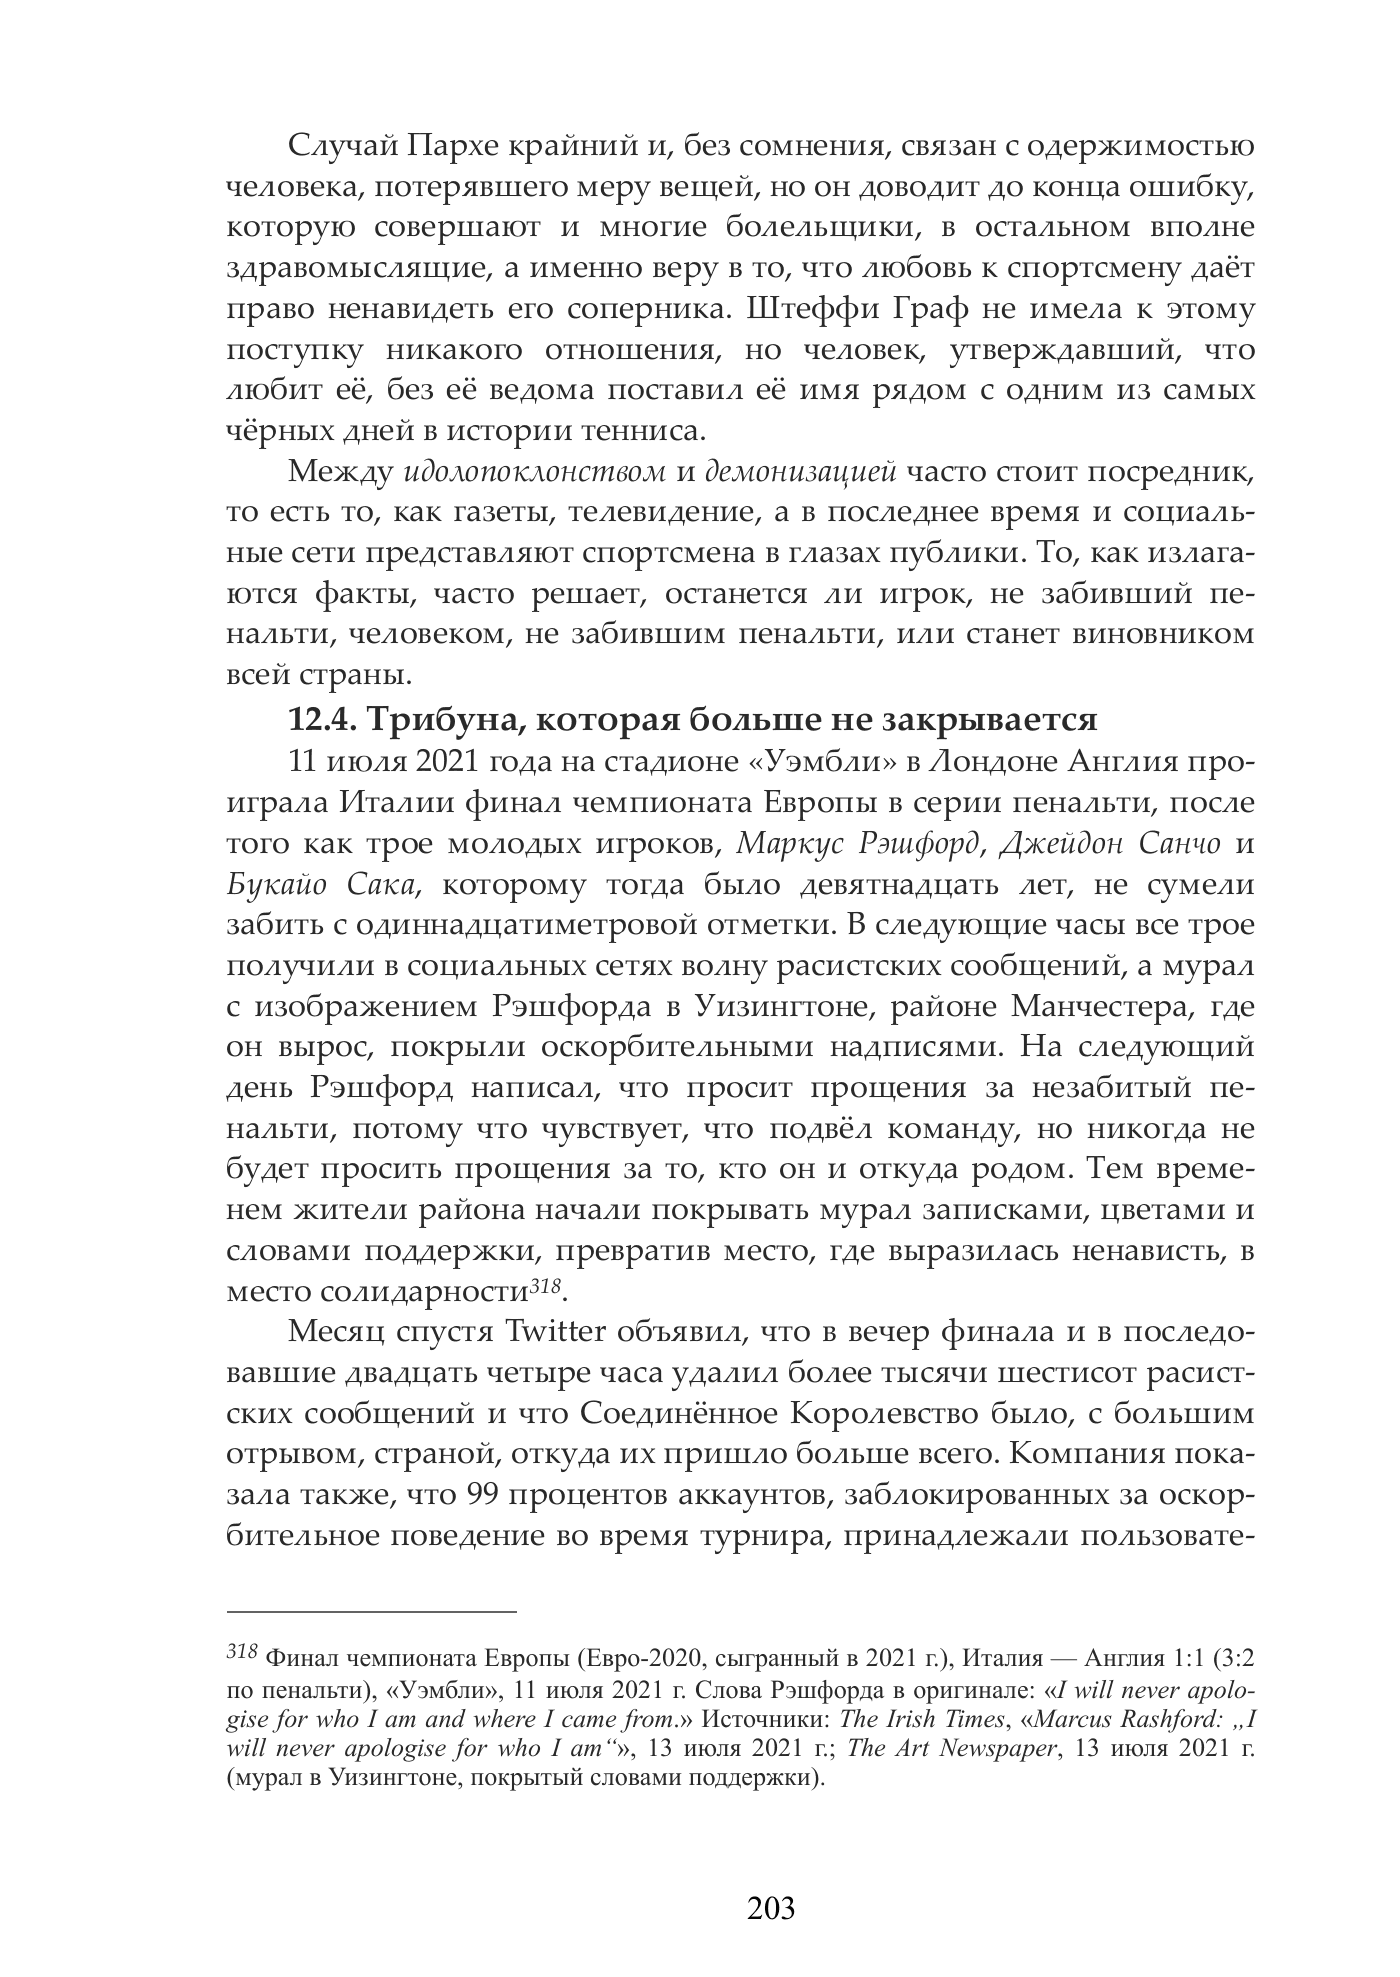 Случай Пархе крайний и, без сомнения, связан с одержимостью
человека, потерявшего меру вещей, но он доводит до конца ошибку,
которую совершают и многие болельщики, в остальном вполне
здравомыслящие, а именно веру в то, что любовь к спортсмену даёт
право ненавидеть его соперника. Штеффи Граф не имела к этому
поступку никакого отношения, но человек, утверждавший, что
любит её, без её ведома поставил её имя рядом с одним из самых
чёрных дней в истории тенниса.
Между идолопоклонством и демонизацией часто стоит посредник,
то есть то, как газеты, телевидение, а в последнее время и социаль-
ные сети представляют спортсмена в глазах публики. То, как излага-
ются факты, часто решает, останется ли игрок, не забивший пе-
нальти, человеком, не забившим пенальти, или станет виновником
всей страны.
12.4. Трибуна, которая больше не закрывается
11 июля 2021 года на стадионе «Уэмбли» в Лондоне Англия про-
играла Италии финал чемпионата Европы в серии пенальти, после
того как трое молодых игроков, Маркус Рэшфорд, Джейдон Санчо и
Букайо Сака, которому тогда было девятнадцать лет, не сумели
забить с одиннадцатиметровой отметки. В следующие часы все трое
получили в социальных сетях волну расистских сообщений, а мурал
с изображением Рэшфорда в Уизингтоне, районе Манчестера, где
он вырос, покрыли оскорбительными надписями. На следующий
день Рэшфорд написал, что просит прощения за незабитый пе-
нальти, потому что чувствует, что подвёл команду, но никогда не
будет просить прощения за то, кто он и откуда родом. Тем време-
нем жители района начали покрывать мурал записками, цветами и
словами поддержки, превратив место, где выразилась ненависть, в
место солидарности318.
Месяц спустя Twitter объявил, что в вечер финала и в последо-
вавшие двадцать четыре часа удалил более тысячи шестисот расист-
ских сообщений и что Соединённое Королевство было, с большим
отрывом, страной, откуда их пришло больше всего. Компания пока-
зала также, что 99 процентов аккаунтов, заблокированных за оскор-
бительное поведение во время турнира, принадлежали пользовате-
318 Финал чемпионата Европы (Евро-2020, сыгранный в 2021 г.), Италия — Англия 1:1 (3:2
по пенальти), «Уэмбли», 11 июля 2021 г. Слова Рэшфорда в оригинале: «I will never apolo-
gise for who I am and where I came from.» Источники: The Irish Times, «Marcus Rashford: „I
will never apologise for who I am“», 13 июля 2021 г.; The Art Newspaper, 13 июля 2021 г.
(мурал в Уизингтоне, покрытый словами поддержки).
203